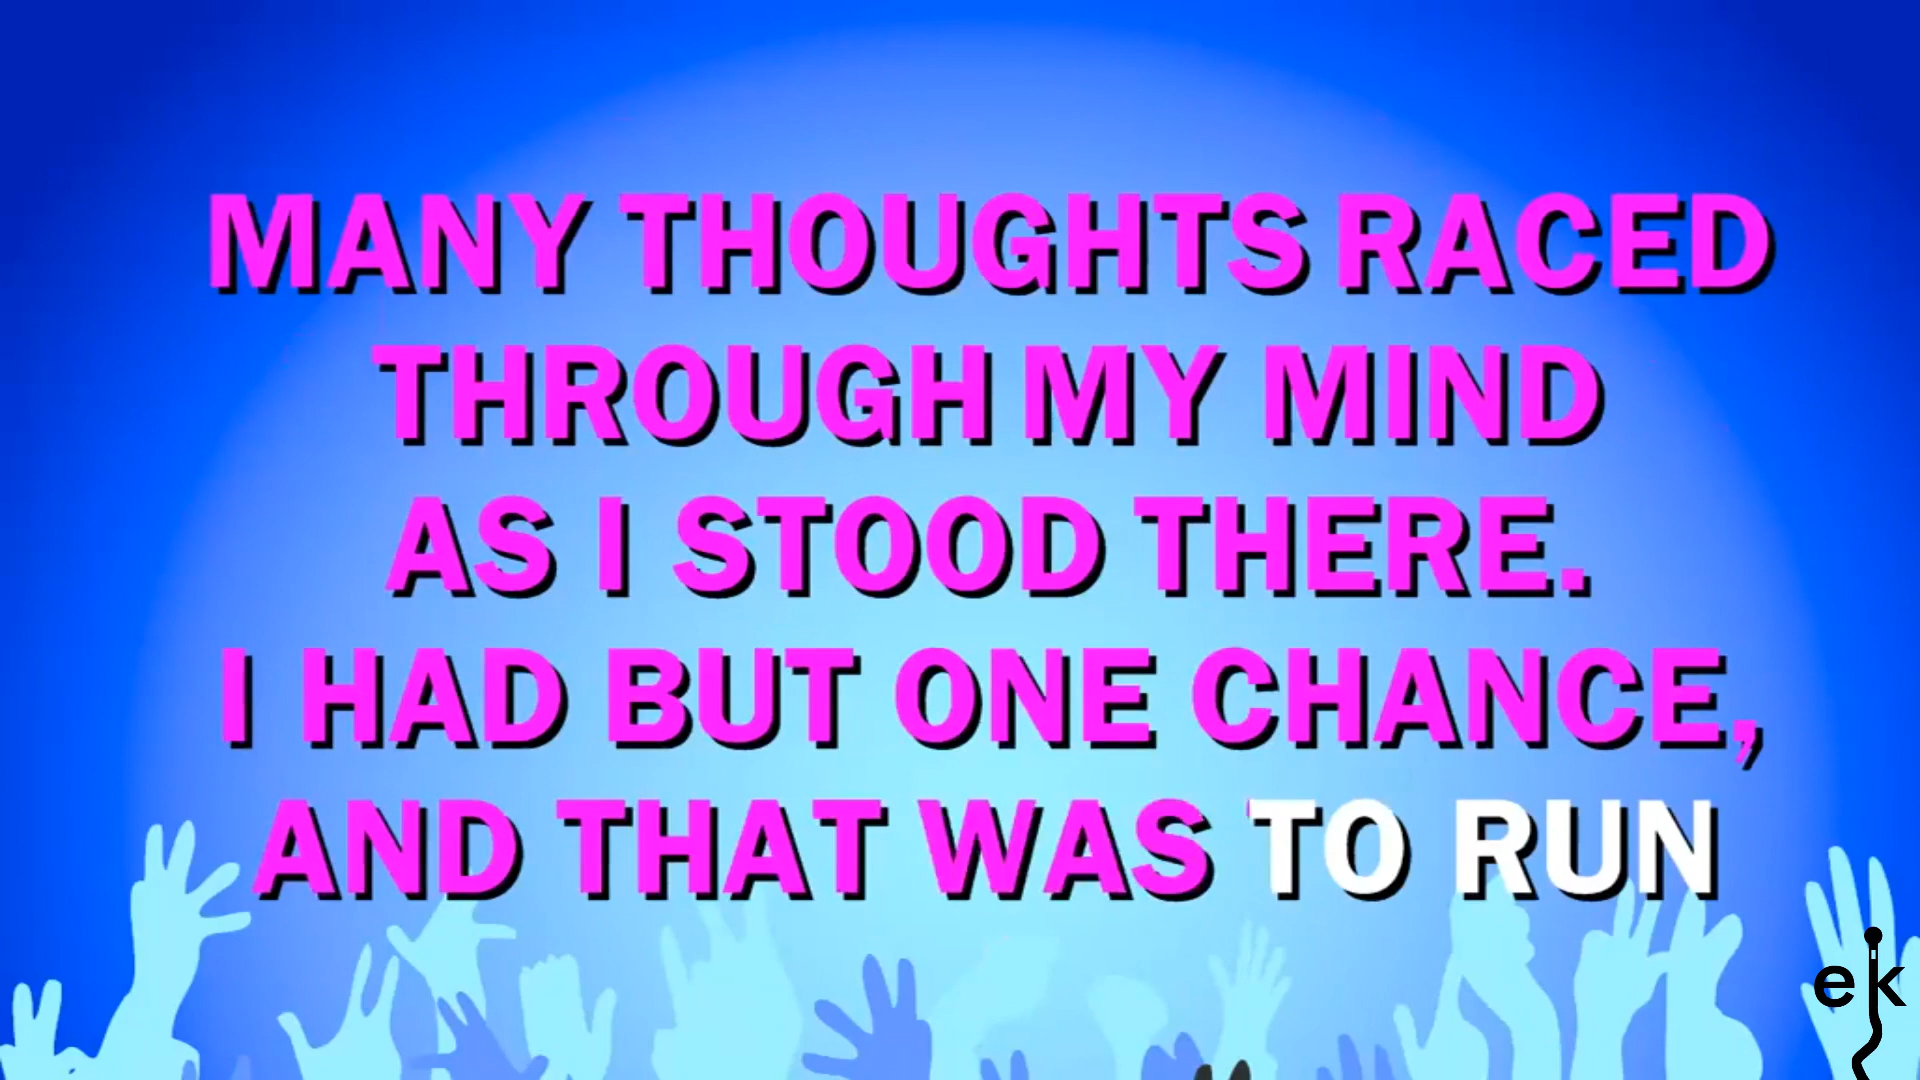 MANY THOUGHTS RACED
THROUGH MY MIND
AS I STOOD THERE.
I HAD BUT ONE CHANCE,
AND THAT WAS TO RUN
ek